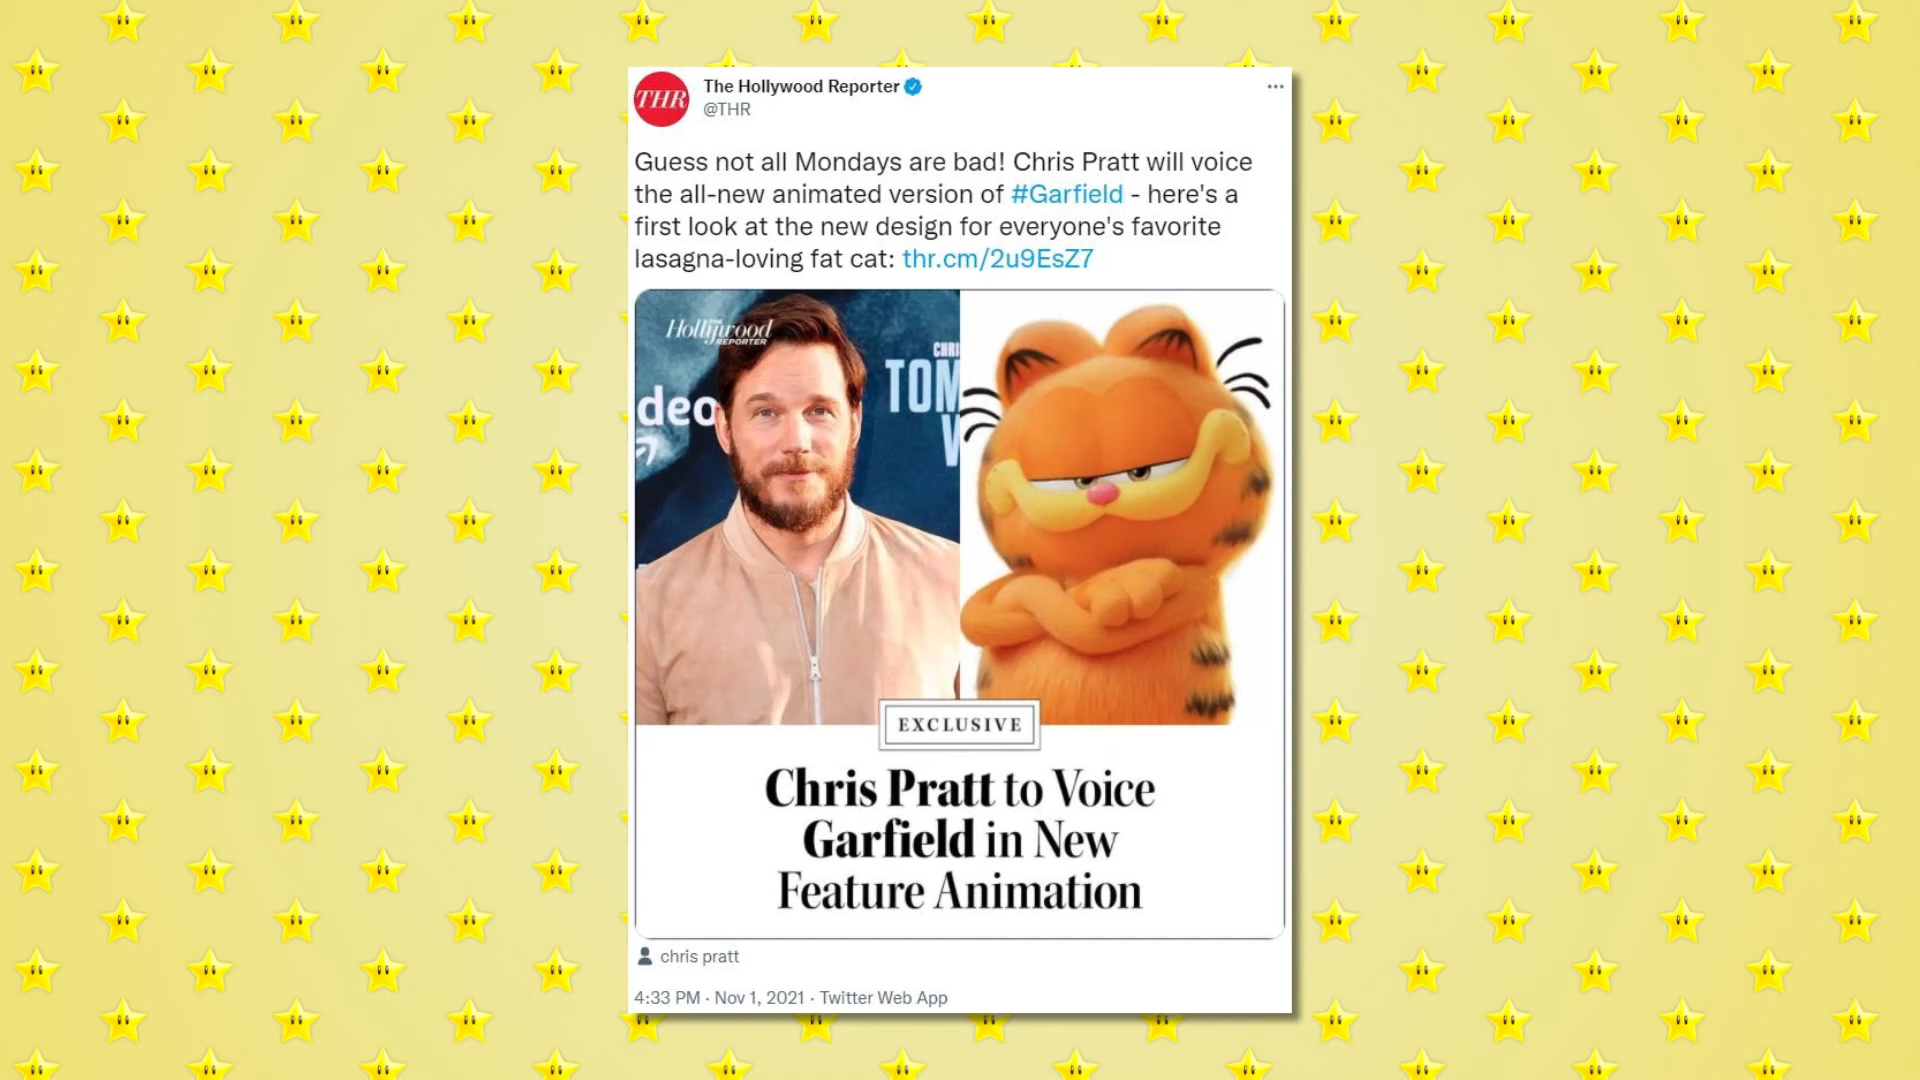 THR
The Hollywood Reporter
@THR
Guess not all Mondays are bad! Chris Pratt will voice
the all-new animated version of #Garfield - here's a
first look at the new design for everyone's favorite
lasagna-loving fat cat: thr.cm/2u9EsZ7
THE
Hollywood
REPORTER
deo
CHRI
TOM
W
EXCLUSIVE
Chris Pratt to Voice
Garfield in New
Feature Animation
chris pratt
4:33 PM · Nov 1, 2021 · Twitter Web App